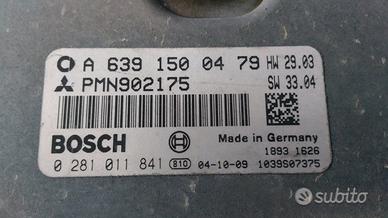 A 639 150 04 79 HW 29.03
PMN902175 SW 33.04
BOSCH Made in Germany
1893 1626
0 281 011 841 810 04-10-09 1039S07375
subito